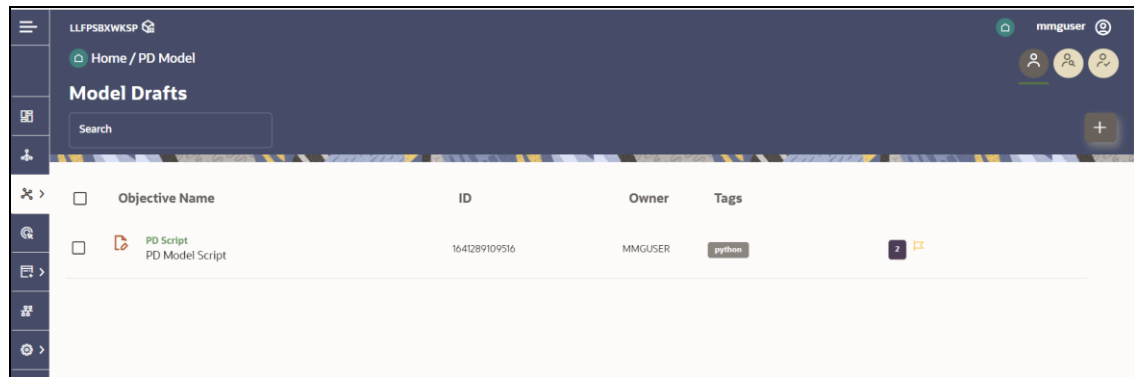 LLFPSBXWKSP
mmguser
Home / PD Model
Model Drafts
Search
+
Objective Name ID Owner Tags
PD Script
PD Model Script
1641289109516 MMGUSER python 2